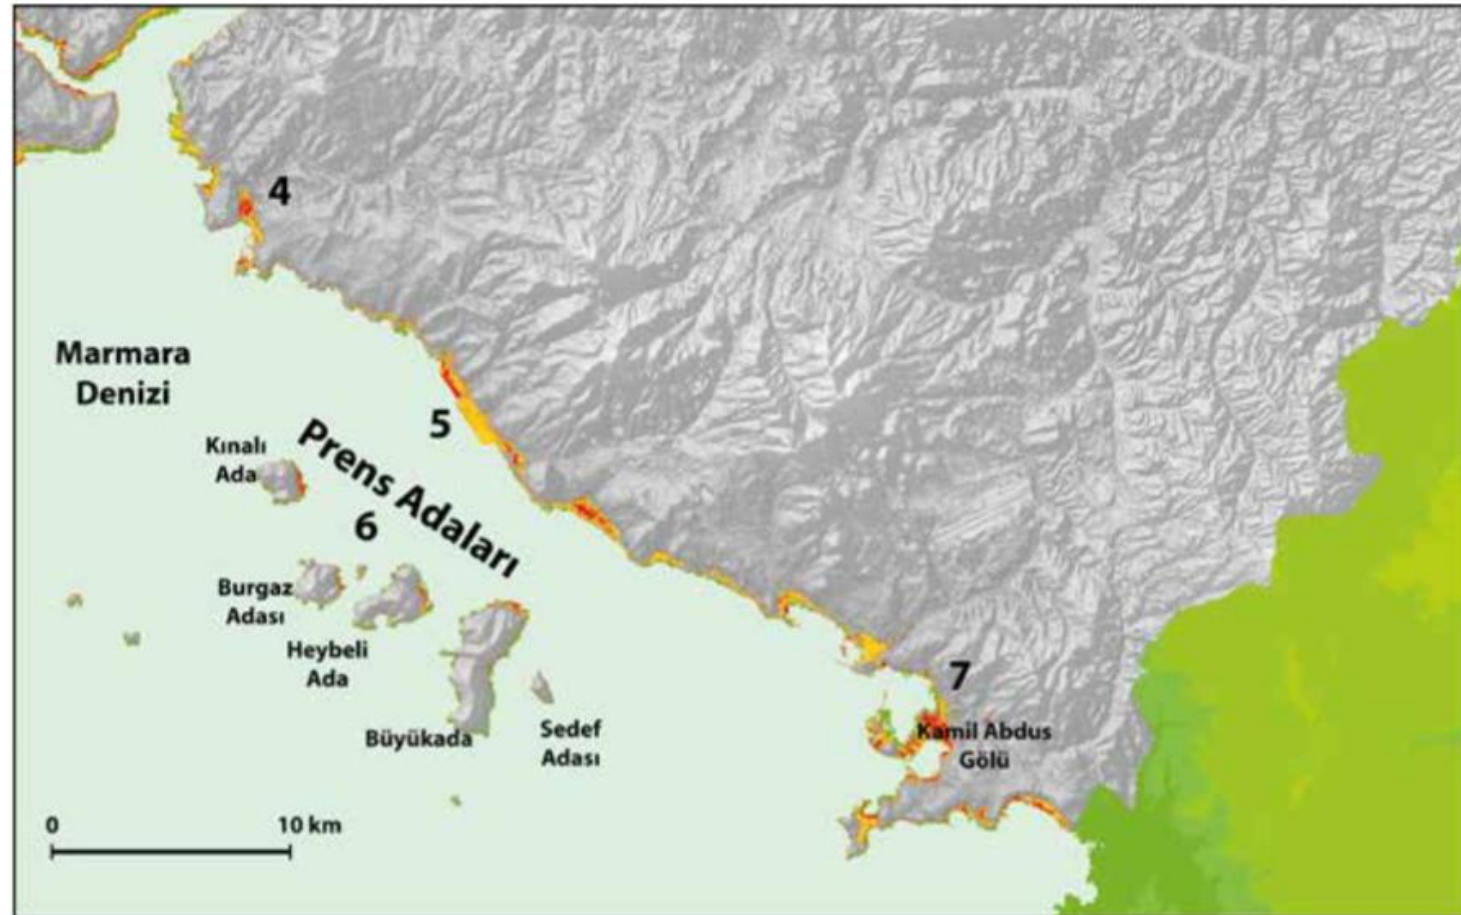 4
Marmara
Denizi
5
Kınalı
Ada
Prens Adaları
6
Burgaz
Adası
Heybeli
Ada
Büyükada
Sedef
Adası
7
Kamil Abdus
Gölü
0 10 km